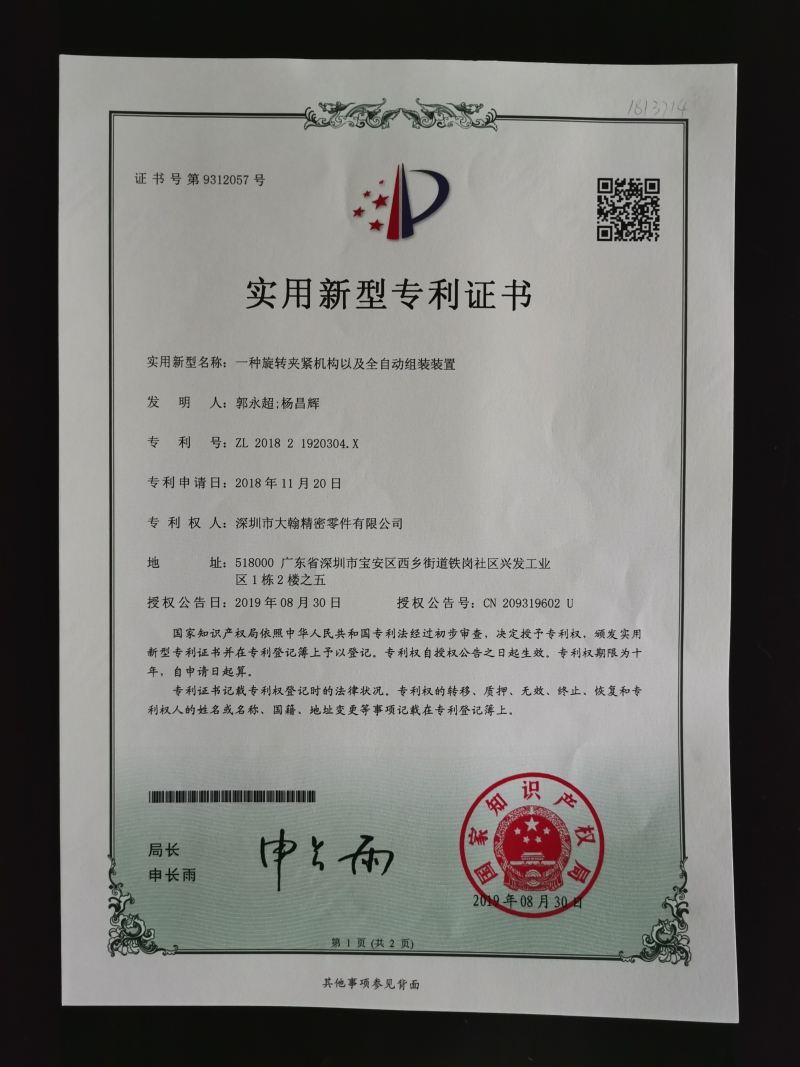 1813714
证书号第9312057号
实用新型专利证书
实用新型名称：一种旋转夹紧机构以及全自动组装装置
发明人：郭永超;杨昌辉
专利号：ZL 2018 2 1920304.X
专利申请日：2018年11月20日
专利权人：深圳市大翰精密零件有限公司
地址：518000 广东省深圳市宝安区西乡街道铁岗社区兴发工业
区1栋2楼之五
授权公告日：2019年08月30日 授权公告号：CN 209319602 U
国家知识产权局依照中华人民共和国专利法经过初步审查，决定授予专利权，颁发实用
新型专利证书并在专利登记簿上予以登记。专利权自授权公告之日起生效。专利权期限为十
年，自申请日起算。
专利证书记载专利权登记时的法律状况。专利权的转移、质押、无效、终止、恢复和专
利权人的姓名或名称、国籍、地址变更等事项记载在专利登记簿上。
局长
申长雨
申长雨
国家知识产权局
2019年08月30日
第1页(共2页)
其他事项参见背面